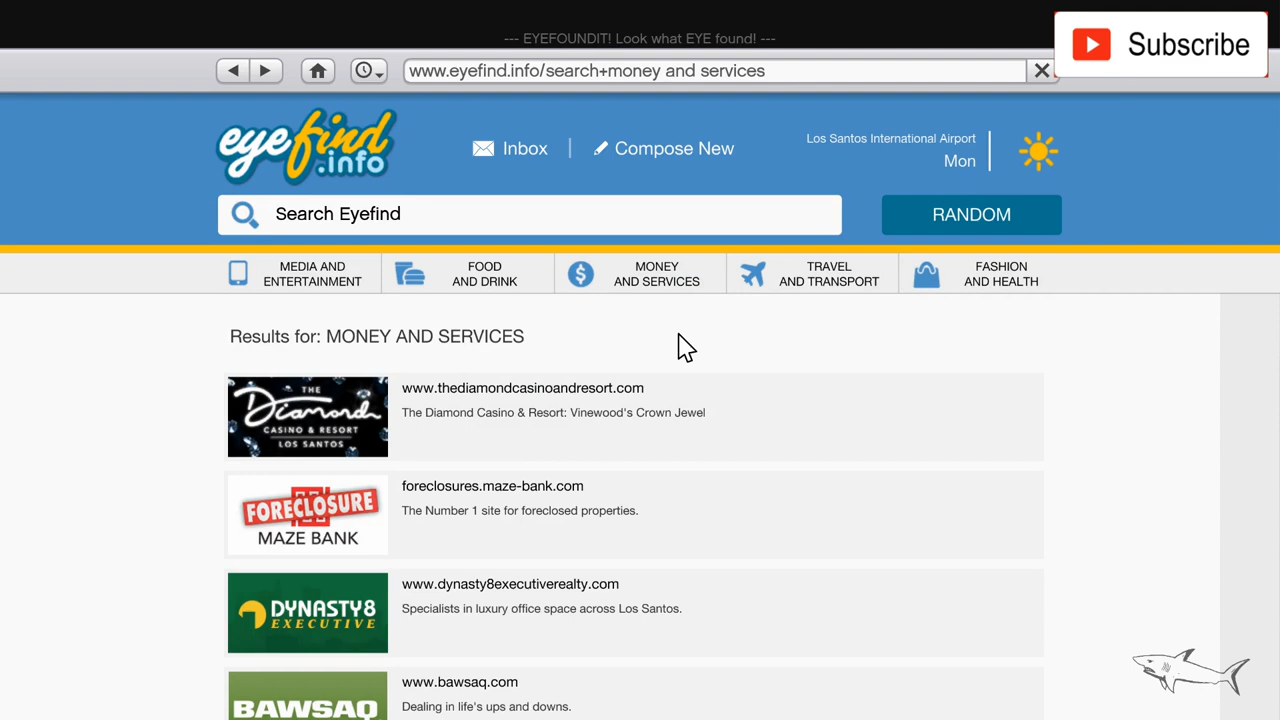 --- EYEFOUNDIT! Look what EYE found! ---
Subscribe
www.eyefind.info/search+money and services
eyefind
.info
Inbox
Compose New
Los Santos International Airport
Mon
Search Eyefind
RANDOM
MEDIA AND
ENTERTAINMENT
FOOD
AND DRINK
MONEY
AND SERVICES
TRAVEL
AND TRANSPORT
FASHION
AND HEALTH
Results for: MONEY AND SERVICES
THE
Diamond
CASINO & RESORT
LOS SANTOS
www.thediamondcasinoandresort.com
The Diamond Casino & Resort: Vinewood's Crown Jewel
FORECLOSURE
MAZE BANK
foreclosures.maze-bank.com
The Number 1 site for foreclosed properties.
DYNASTY8
EXECUTIVE
www.dynasty8executiverealty.com
Specialists in luxury office space across Los Santos.
BAWSAQ
www.bawsaq.com
Dealing in life's ups and downs.